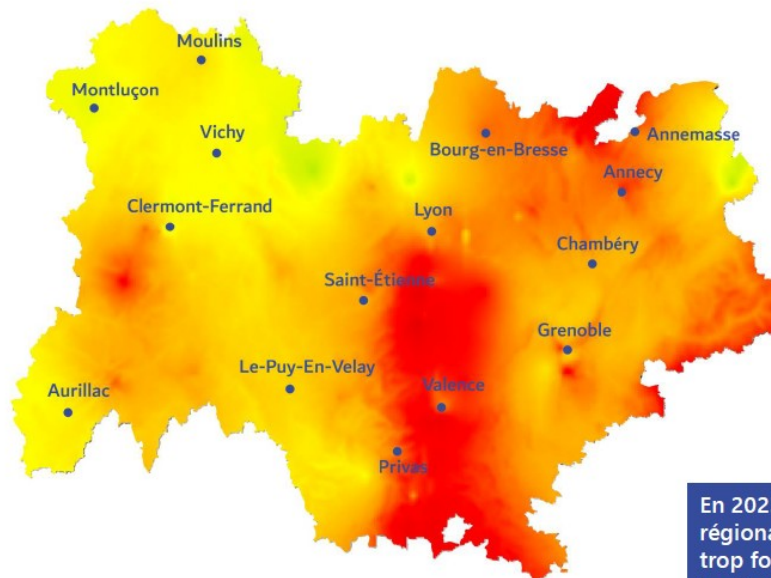 Moulins
Montluçon
Vichy
Bourg-en-Bresse
Annemasse
Annecy
Clermont-Ferrand
Lyon
Chambéry
Saint-Étienne
Grenoble
Le-Puy-En-Velay
Valence
Aurillac
Privas
En 202
régiona
trop fo